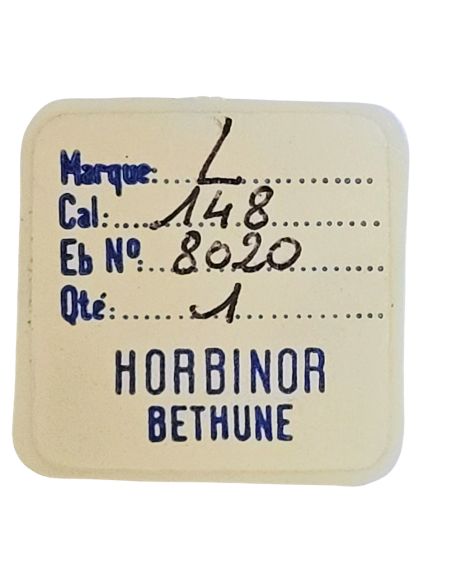 Marque: L
Cal: 148
Eb Nº: 8020
Qté: 1
HORBINOR
BETHUNE